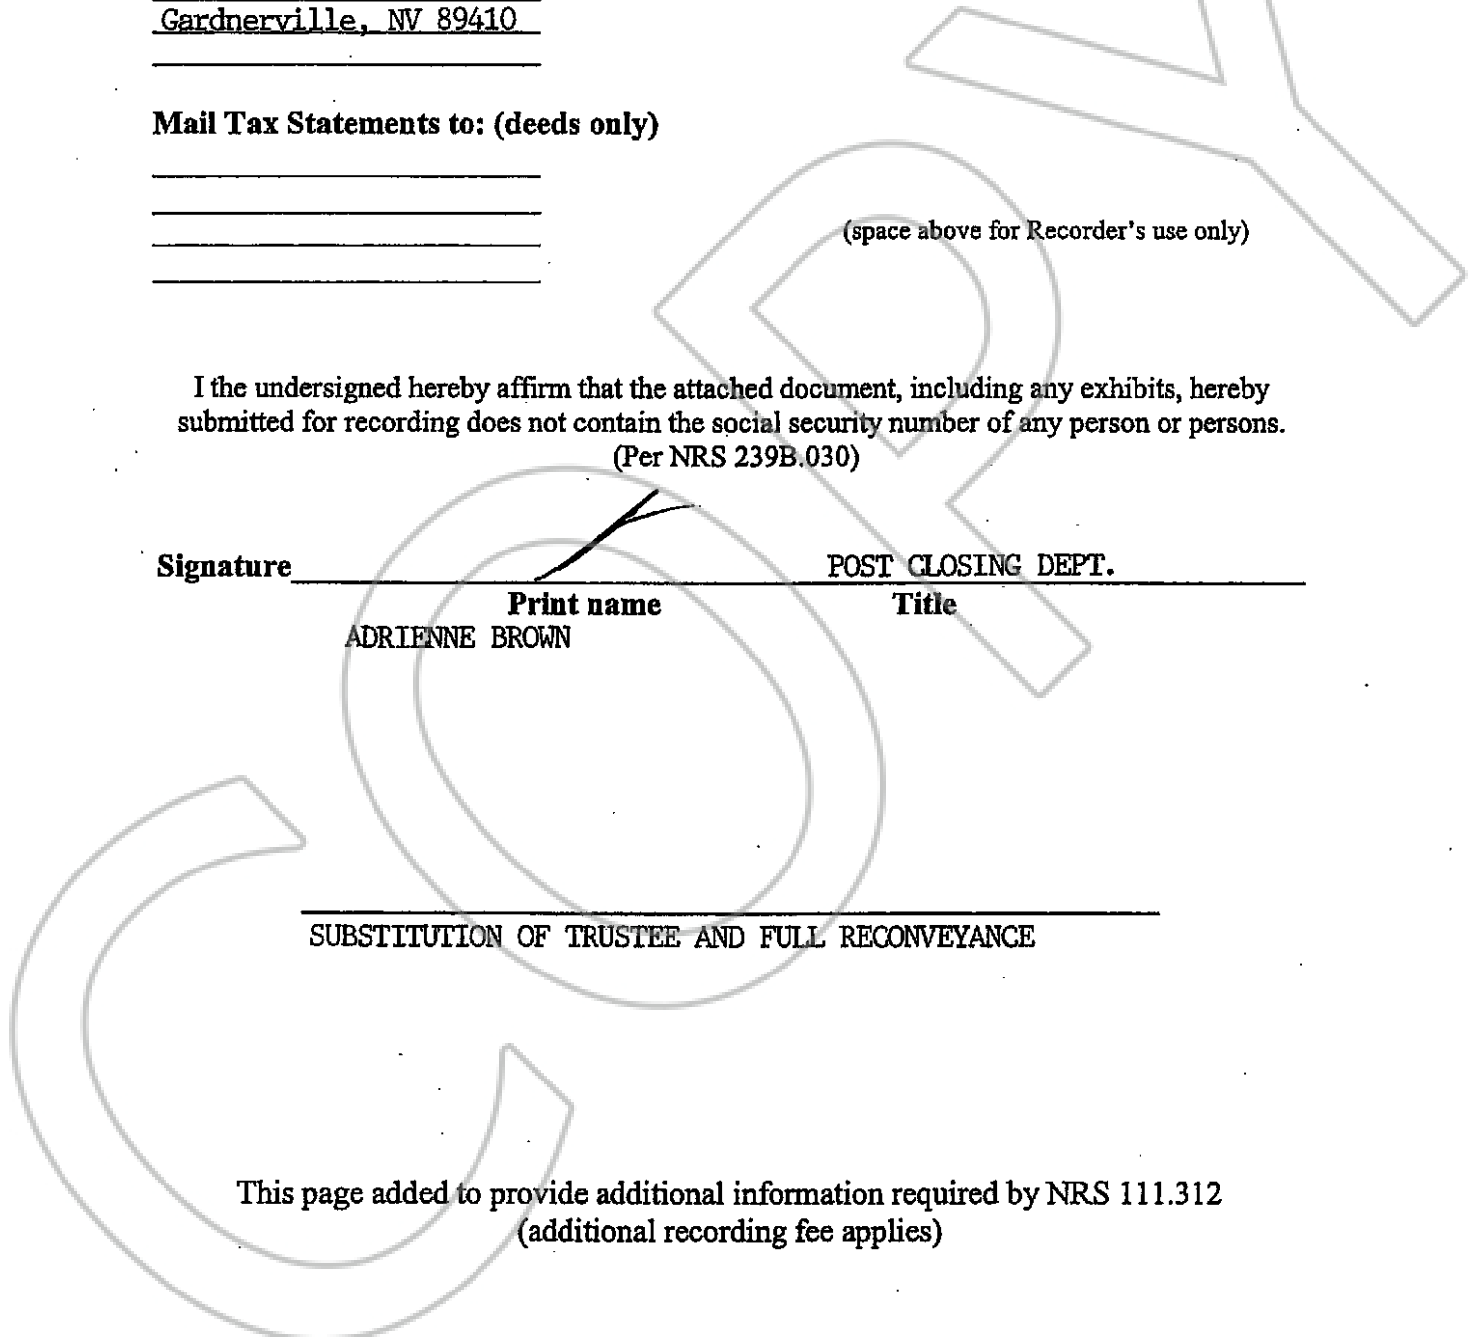 Gardnerville, NV 89410
Mail Tax Statements to: (deeds only)
(space above for Recorder's use only)
I the undersigned hereby affirm that the attached document, including any exhibits, hereby
submitted for recording does not contain the social security number of any person or persons.
(Per NRS 239B.030)
Signature POST CLOSING DEPT.
Print name Title
ADRIENNE BROWN
SUBSTITUTION OF TRUSTEE AND FULL RECONVEYANCE
This page added to provide additional information required by NRS 111.312
(additional recording fee applies)
COPY